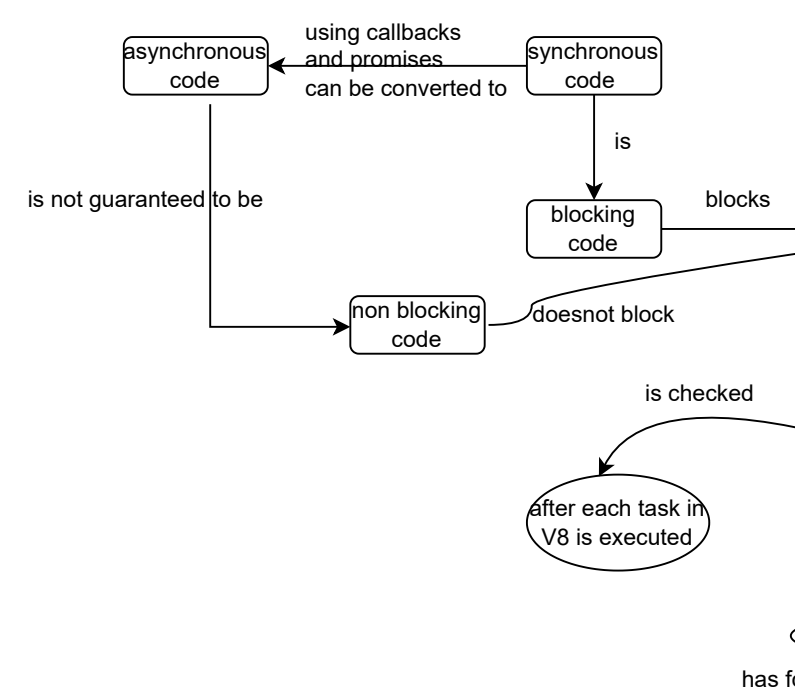 using callbacks
and promises
can be converted to
asynchronous
code
synchronous
code
is
is not guaranteed to be
blocking
code
blocks
non blocking
code
doesnot block
is checked
after each task in
V8 is executed
has